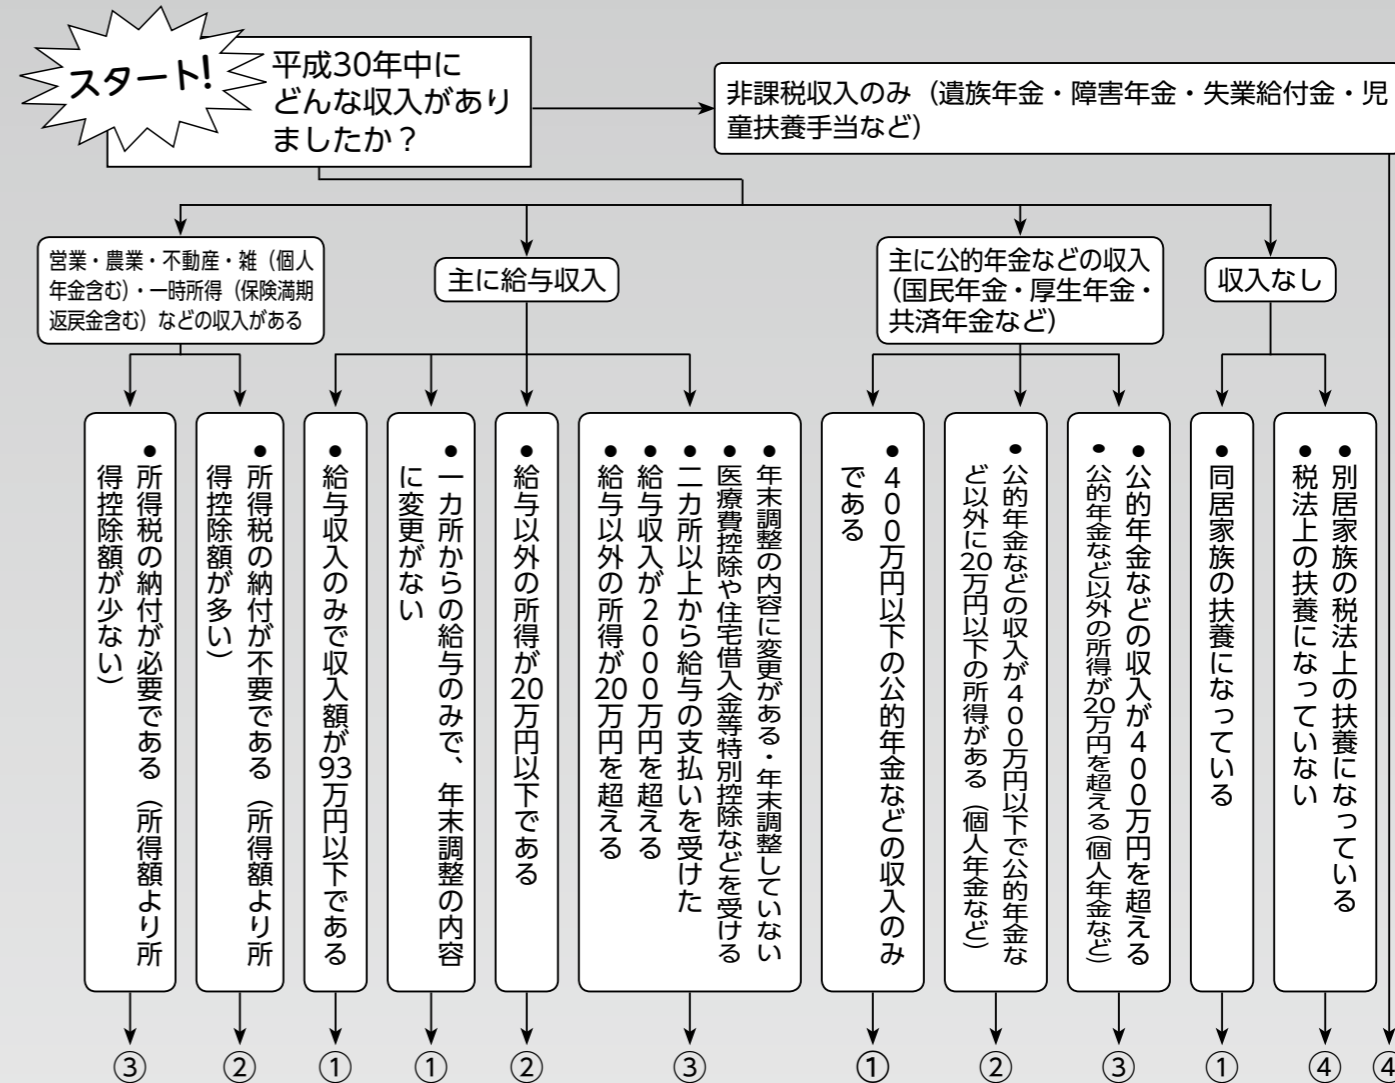 スタート!
平成30年中に
どんな収入があり
ましたか？
非課税収入のみ（遺族年金・障害年金・失業給付金・児
童扶養手当など）
営業・農業・不動産・雑（個人
年金含む）・一時所得（保険満期
返戻金含む）などの収入がある
主に給与収入
主に公的年金などの収入
（国民年金・厚生年金・
共済年金など）
収入なし
●所得税の納付が必要である（所得額より所
得控除額が少ない）
●所得税の納付が不要である（所得額より所
得控除額が多い）
●給与収入のみで収入額が93万円以下である
●一カ所からの給与のみで、年末調整の内容
に変更がない
●給与以外の所得が20万円以下である
●年末調整の内容に変更がある・年末調整していない
●医療費控除や住宅借入金等特別控除などを受ける
●二カ所以上から給与の支払いを受けた
●給与収入が2000万円を超える
●給与以外の所得が20万円を超える
●400万円以下の公的年金などの収入のみ
である
●公的年金などの収入が400万円以下で公的年金な
ど以外に20万円以下の所得がある（個人年金など）
●公的年金などの収入が400万円を超える
●公的年金など以外の所得が20万円を超える（個人年金など）
●同居家族の扶養になっている
●別居家族の税法上の扶養になっている
●税法上の扶養になっていない
③
②
①
①
②
③
①
②
③
①
④
④